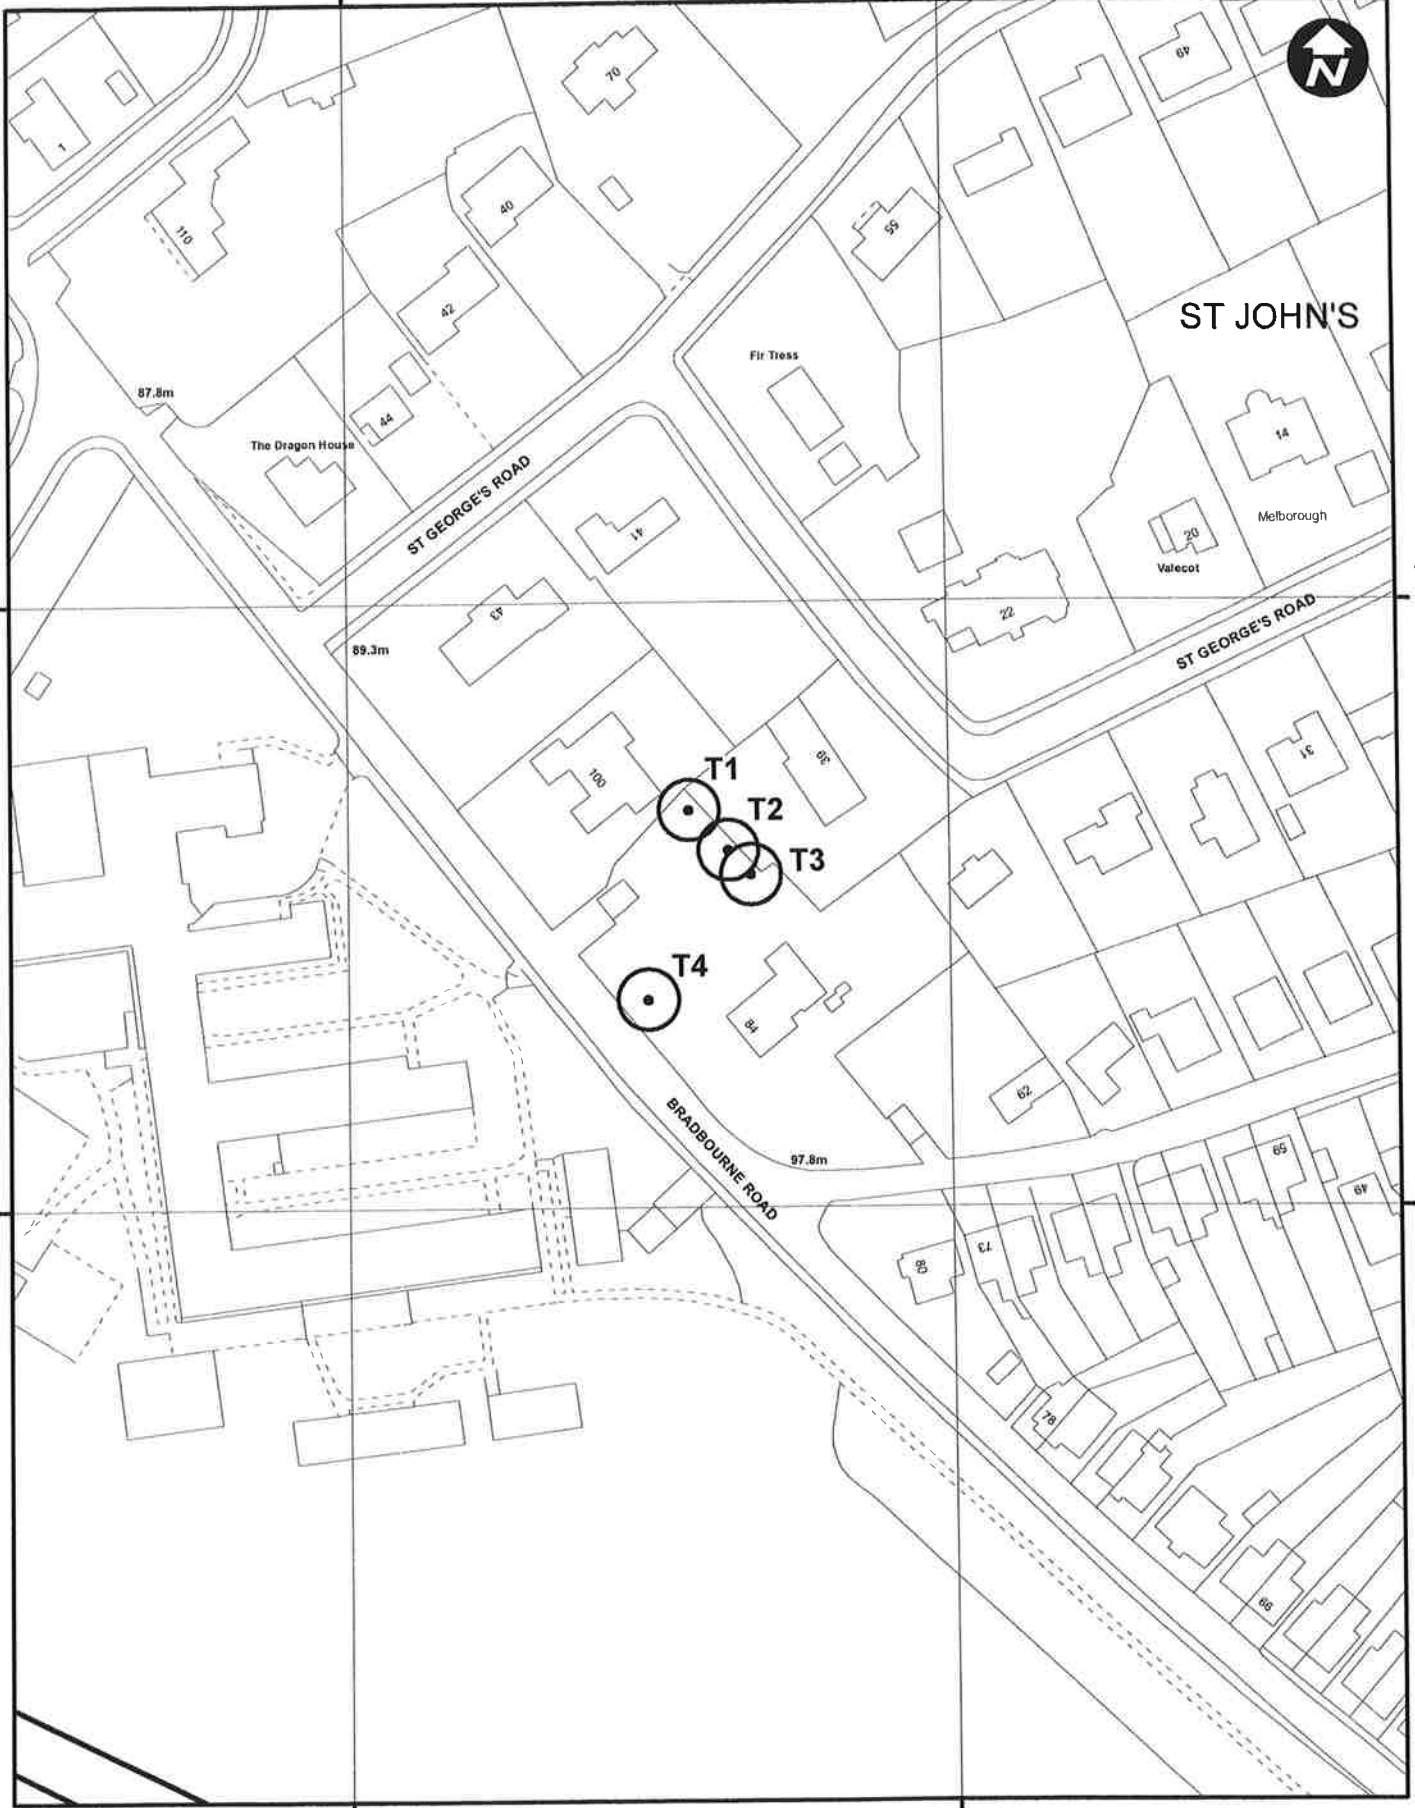 N
49
70
1
40
110
55
42
ST JOHN'S
Fir Tress
87.8m
44
14
The Dragon House
ST GEORGE'S ROAD
41
20
Melborough
Valecot
43
22
ST GEORGE'S ROAD
89.3m
31
39
100
T1
T2
T3
T4
84
62
BRADBOURNE ROAD
97.8m
59
49
73
80
78
66